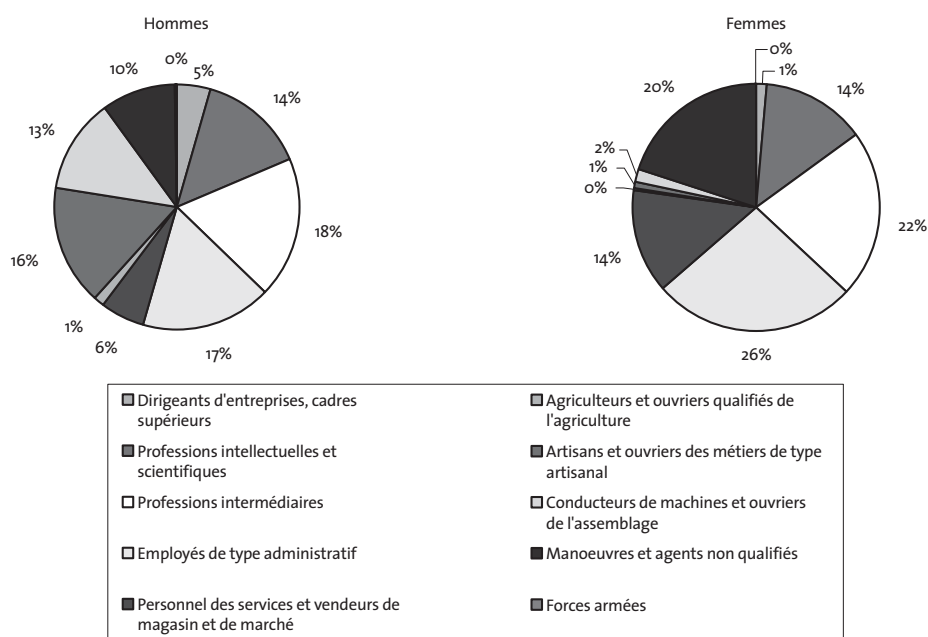 Hommes
0%
5%
14%
18%
17%
6%
1%
16%
13%
10%
Femmes
0%
1%
14%
22%
26%
14%
0%
1%
2%
20%
Dirigeants d'entreprises, cadres
supérieurs
Professions intellectuelles et
scientifiques
Professions intermédiaires
Employés de type administratif
Personnel des services et vendeurs de
magasin et de marché
Agriculteurs et ouvriers qualifiés de
l'agriculture
Artisans et ouvriers des métiers de type
artisanal
Conducteurs de machines et ouvriers
de l'assemblage
Manoeuvres et agents non qualifiés
Forces armées